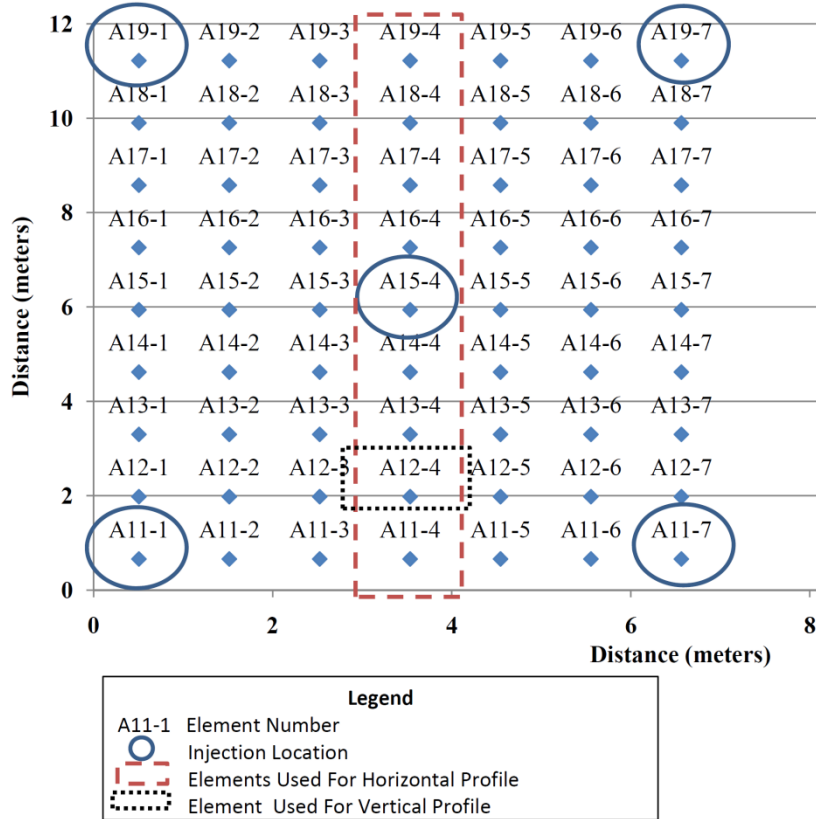 12
A19-1 A19-2 A19-3 A19-4 A19-5 A19-6 A19-7
A18-1 A18-2 A18-3 A18-4 A18-5 A18-6 A18-7
10
A17-1 A17-2 A17-3 A17-4 A17-5 A17-6 A17-7
8
A16-1 A16-2 A16-3 A16-4 A16-5 A16-6 A16-7
A15-1 A15-2 A15-3 A15-4 A15-5 A15-6 A15-7
6
A14-1 A14-2 A14-3 A14-4 A14-5 A14-6 A14-7
4
A13-1 A13-2 A13-3 A13-4 A13-5 A13-6 A13-7
A12-1 A12-2 A12-3 A12-4 A12-5 A12-6 A12-7
2
A11-1 A11-2 A11-3 A11-4 A11-5 A11-6 A11-7
0
Distance (meters)
0 2 4 6 8
Distance (meters)
Legend
A11-1 Element Number
Injection Location
Elements Used For Horizontal Profile
Element Used For Vertical Profile